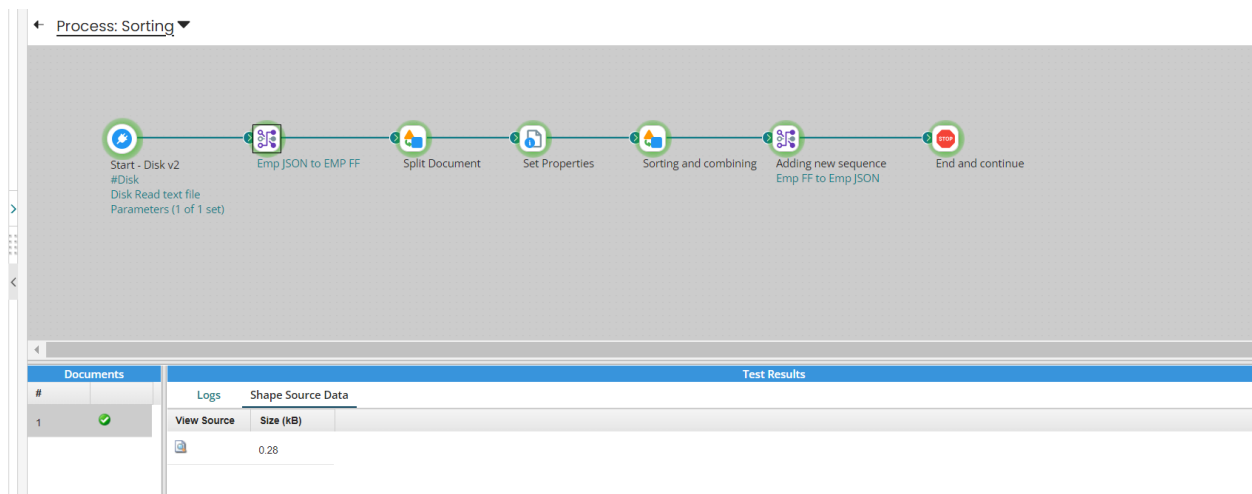 Process: Sorting
Start - Disk v2
#Disk
Disk Read text file
Parameters (1 of 1 set)
Emp JSON to EMP FF
Split Document
Set Properties
Sorting and combining
Adding new sequence
Emp FF to Emp JSON
STOP
End and continue
Documents
#
1
Test Results
Logs Shape Source Data
View Source Size (kB)
0.28